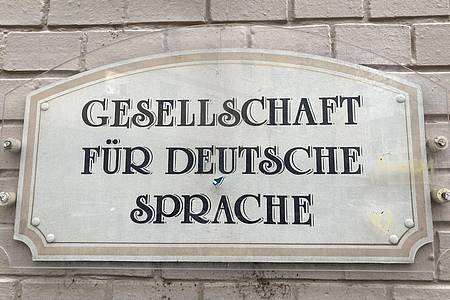 GESELLSCHAFT
FÜR DEUTSCHE
SPRACHE